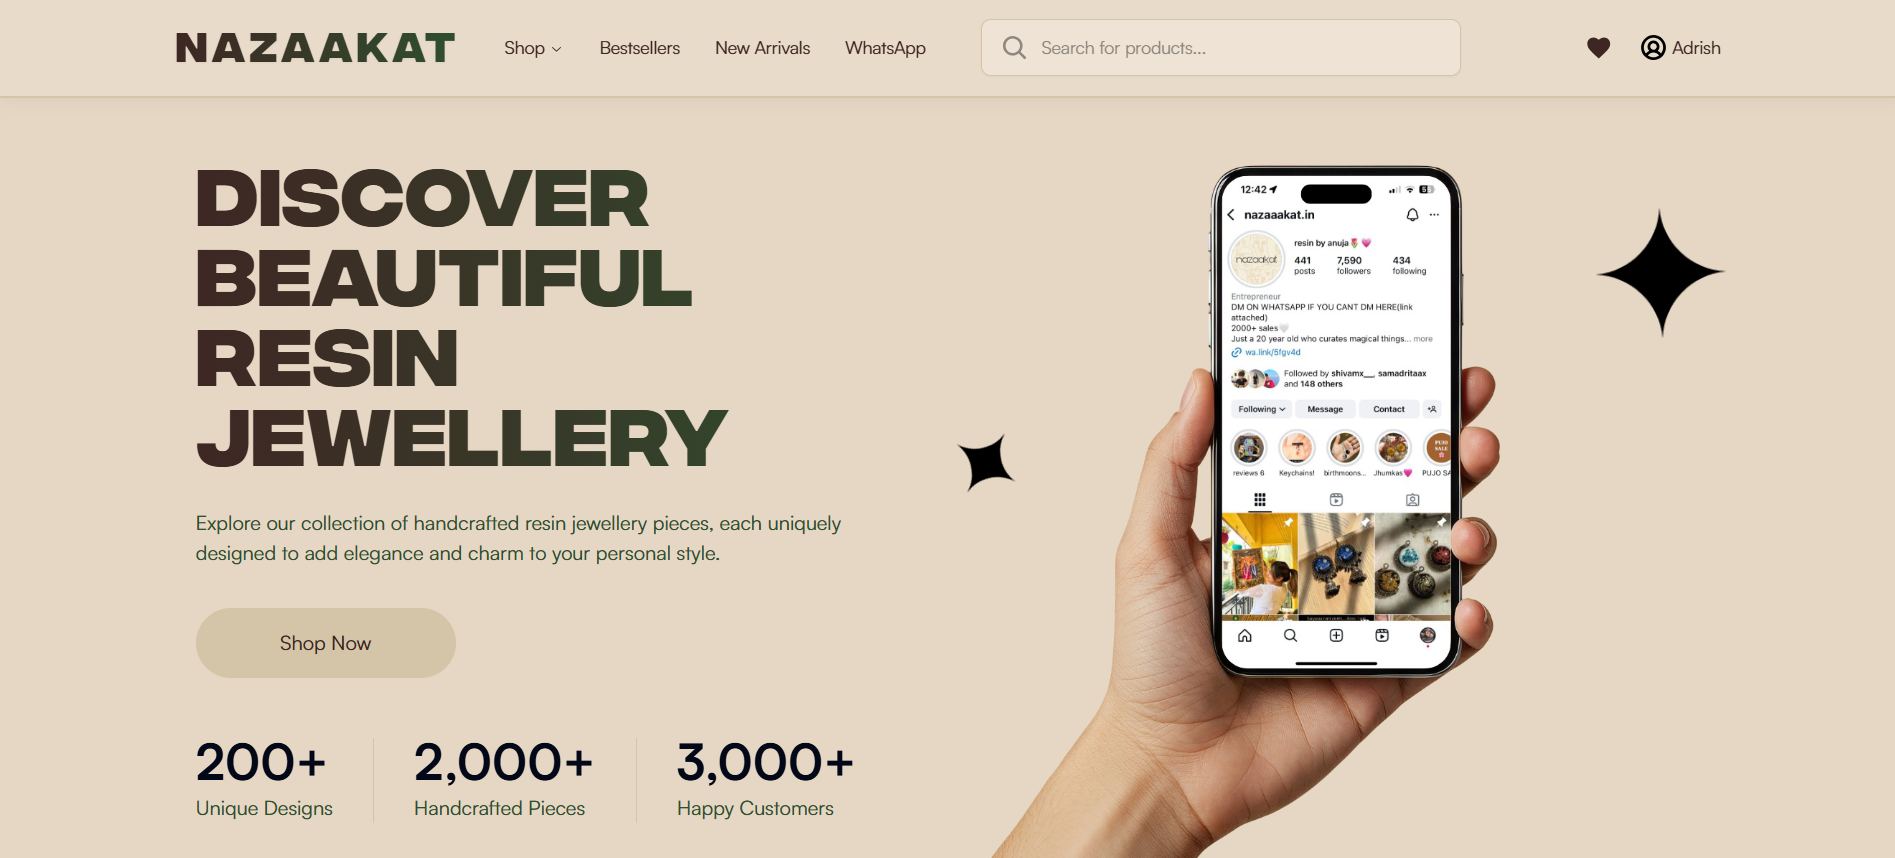 NAZAAKAT
Shop
Bestsellers
New Arrivals
WhatsApp
Search for products...
Adrish
DISCOVER
BEAUTIFUL
RESIN
JEWELLERY
Explore our collection of handcrafted resin jewellery pieces, each uniquely
designed to add elegance and charm to your personal style.
Shop Now
200+
Unique Designs
2,000+
Handcrafted Pieces
3,000+
Happy Customers
12:42
nazaaakat.in
nazaakat
resin by anuja🌷💗
441 7,590 434
posts followers following
Entrepreneur
DM ON WHATSAPP IF YOU CANT DM HERE(link
attached)
2000+ sales🤍
Just a 20 year old who curates magical things... more
wa.link/5fgv4d
Followed by shivamx__, samadritaax
and 148 others
Following Message Contact
PUJO
SALE
reviews 6 Keychains! birthmoons... Jhumkas💗 PUJO SA